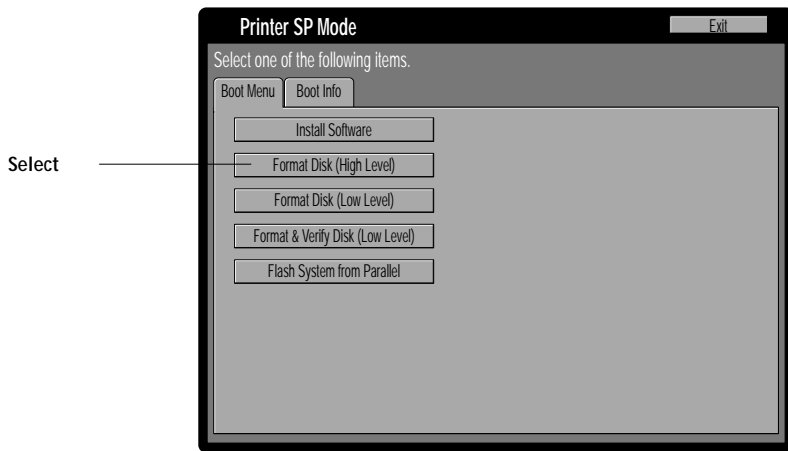 Printer SP Mode
Exit
Select one of the following items.
Boot Menu
Boot Info
Install Software
Select
Format Disk (High Level)
Format Disk (Low Level)
Format & Verify Disk (Low Level)
Flash System from Parallel